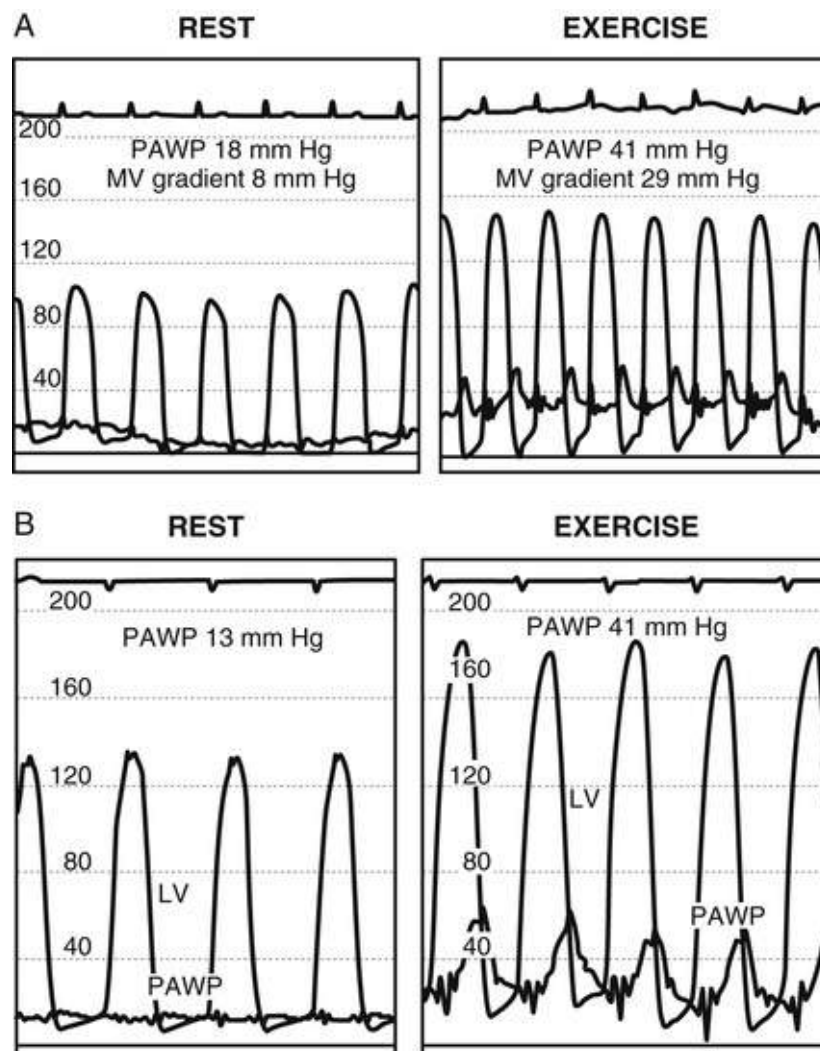 A
REST
EXERCISE
200
160
120
80
40
PAWP 18 mm Hg
MV gradient 8 mm Hg
PAWP 41 mm Hg
MV gradient 29 mm Hg
B
REST
EXERCISE
200
160
120
80
40
PAWP 13 mm Hg
LV
PAWP
200
160
120
80
40
PAWP 41 mm Hg
LV
PAWP